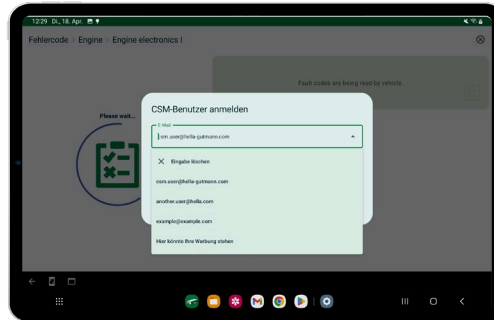 12:29 Di., 18. Apr.
Fehlercode > Engine > Engine electronics I
Fault codes are being read by vehicle.
Please wait...
CSM-Benutzer anmelden
E-Mail
csm.user@hella-gutmann.com
Eingabe löschen
csm.user@hella-gutmann.com
another.user@hella.com
example@example.com
Hier könnte Ihre Werbung stehen